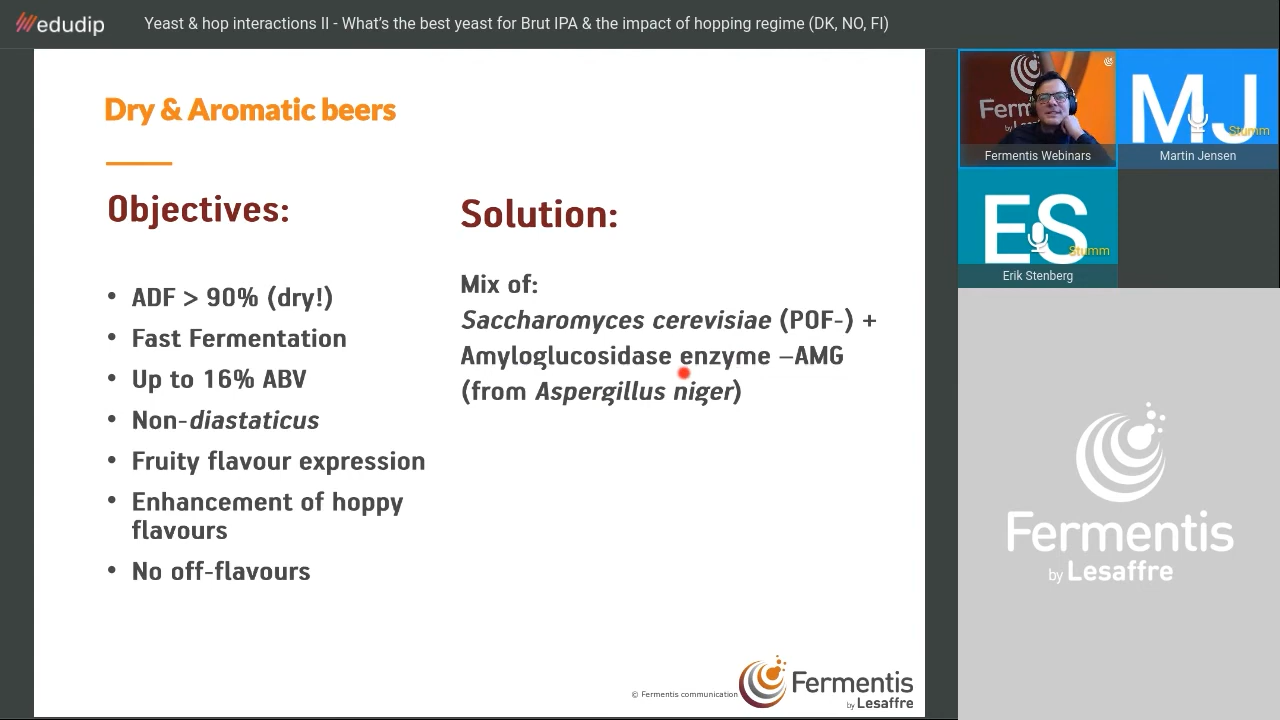 edudip
Yeast & hop interactions II - What's the best yeast for Brut IPA & the impact of hopping regime (DK, NO, FI)
Dry & Aromatic beers
Objectives:
• ADF > 90% (dry!)
• Fast Fermentation
• Up to 16% ABV
• Non-diastaticus
• Fruity flavour expression
• Enhancement of hoppy
flavours
• No off-flavours
Solution:
Mix of:
Saccharomyces cerevisiae (POF-) +
Amyloglucosidase enzyme –AMG
(from Aspergillus niger)
© Fermentis communication
Fermentis
by Lesaffre
Fermentis Webinars
MJ
Stumm
Martin Jensen
ES
Stumm
Erik Stenberg
Fermentis
by Lesaffre